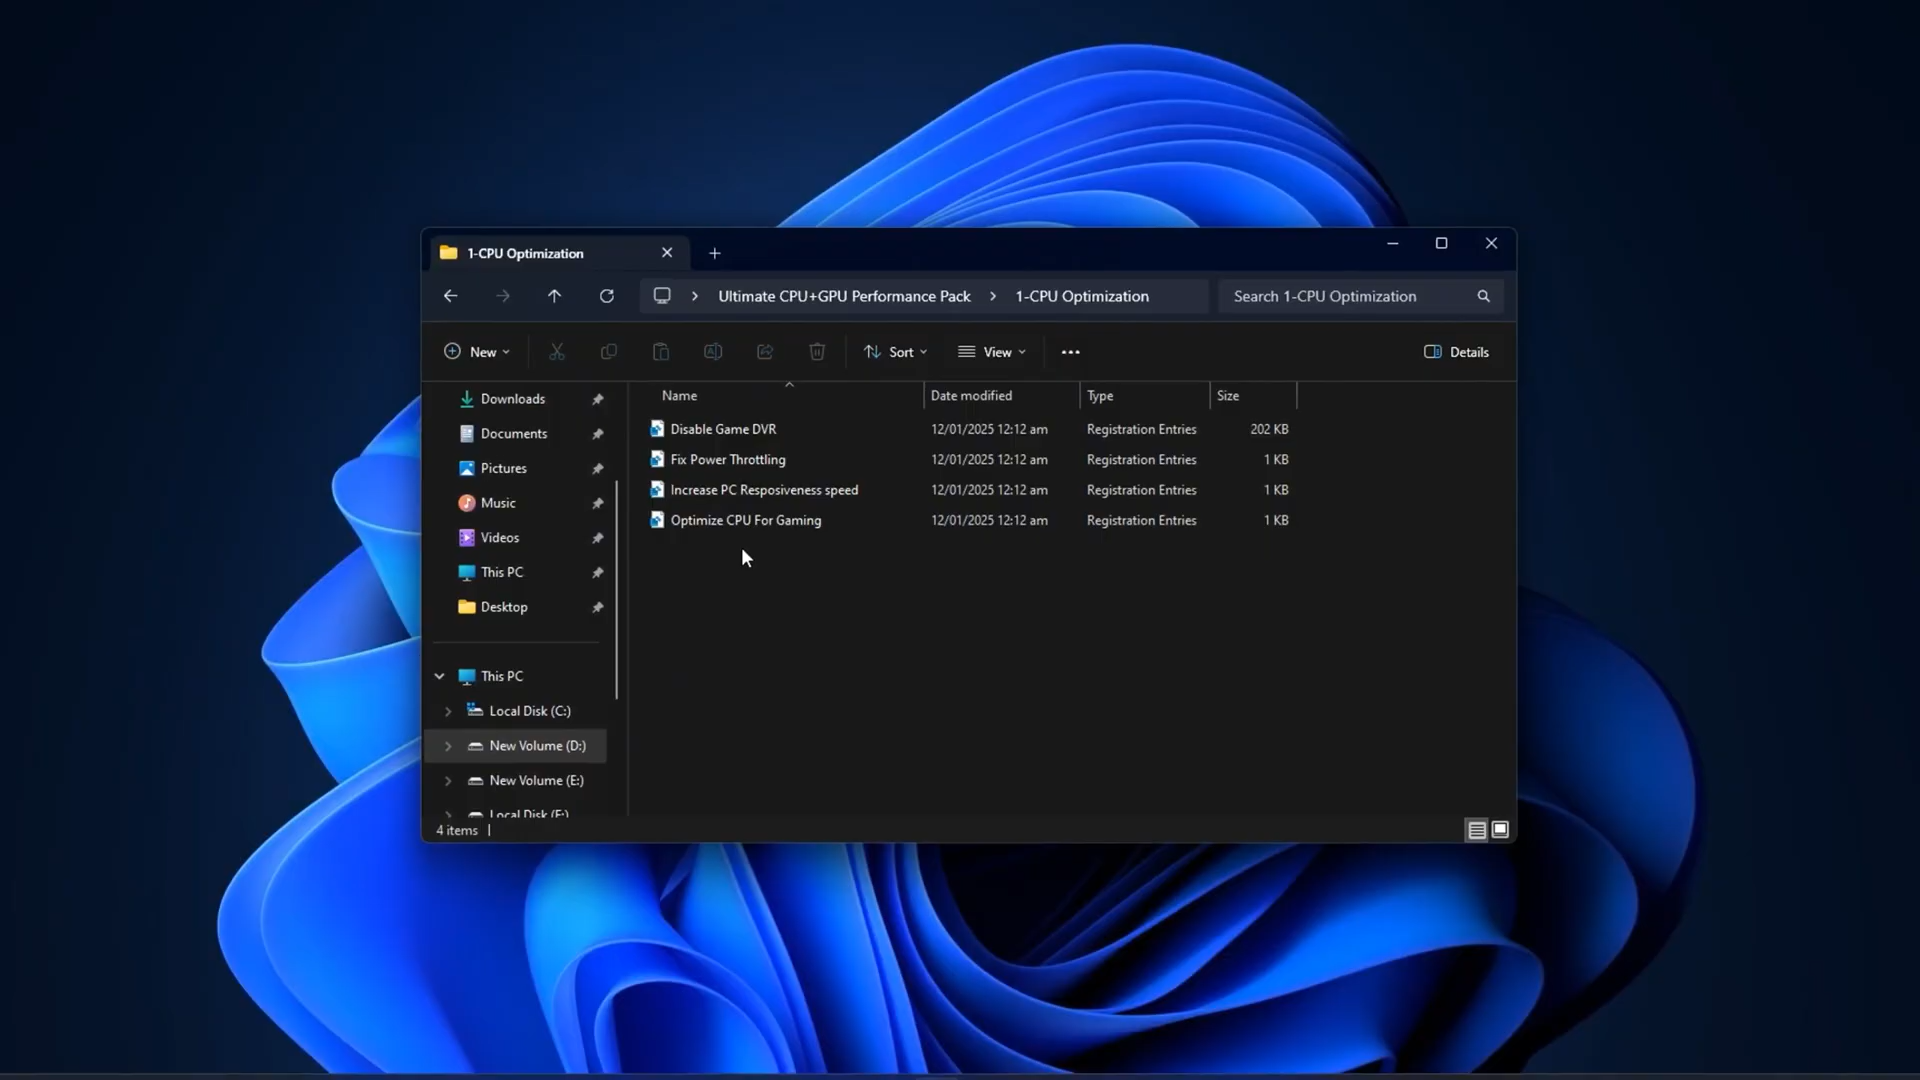 1-CPU Optimization
Ultimate CPU+GPU Performance Pack > 1-CPU Optimization
Search 1-CPU Optimization
New
Sort
View
Details
Name Date modified Type Size
Disable Game DVR 12/01/2025 12:12 am Registration Entries 202 KB
Fix Power Throttling 12/01/2025 12:12 am Registration Entries 1 KB
Increase PC Resposiveness speed 12/01/2025 12:12 am Registration Entries 1 KB
Optimize CPU For Gaming 12/01/2025 12:12 am Registration Entries 1 KB
Downloads
Documents
Pictures
Music
Videos
This PC
Desktop
This PC
Local Disk (C:)
New Volume (D:)
New Volume (E:)
Local Disk (F:)
4 items